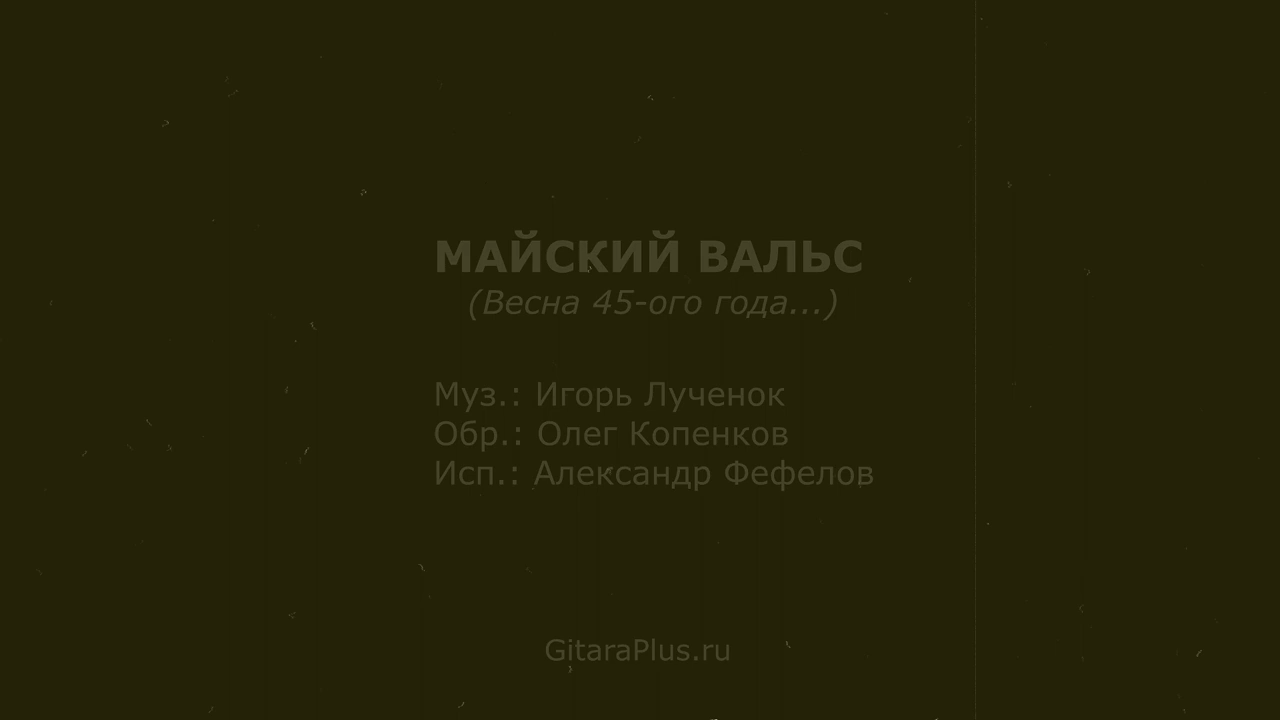 МАЙСКИЙ ВАЛЬС
(Весна 45-ого года...)
Муз.: Игорь Лученок
Обр.: Олег Копенков
Исп.: Александр Фефелов
GitaraPlus.ru